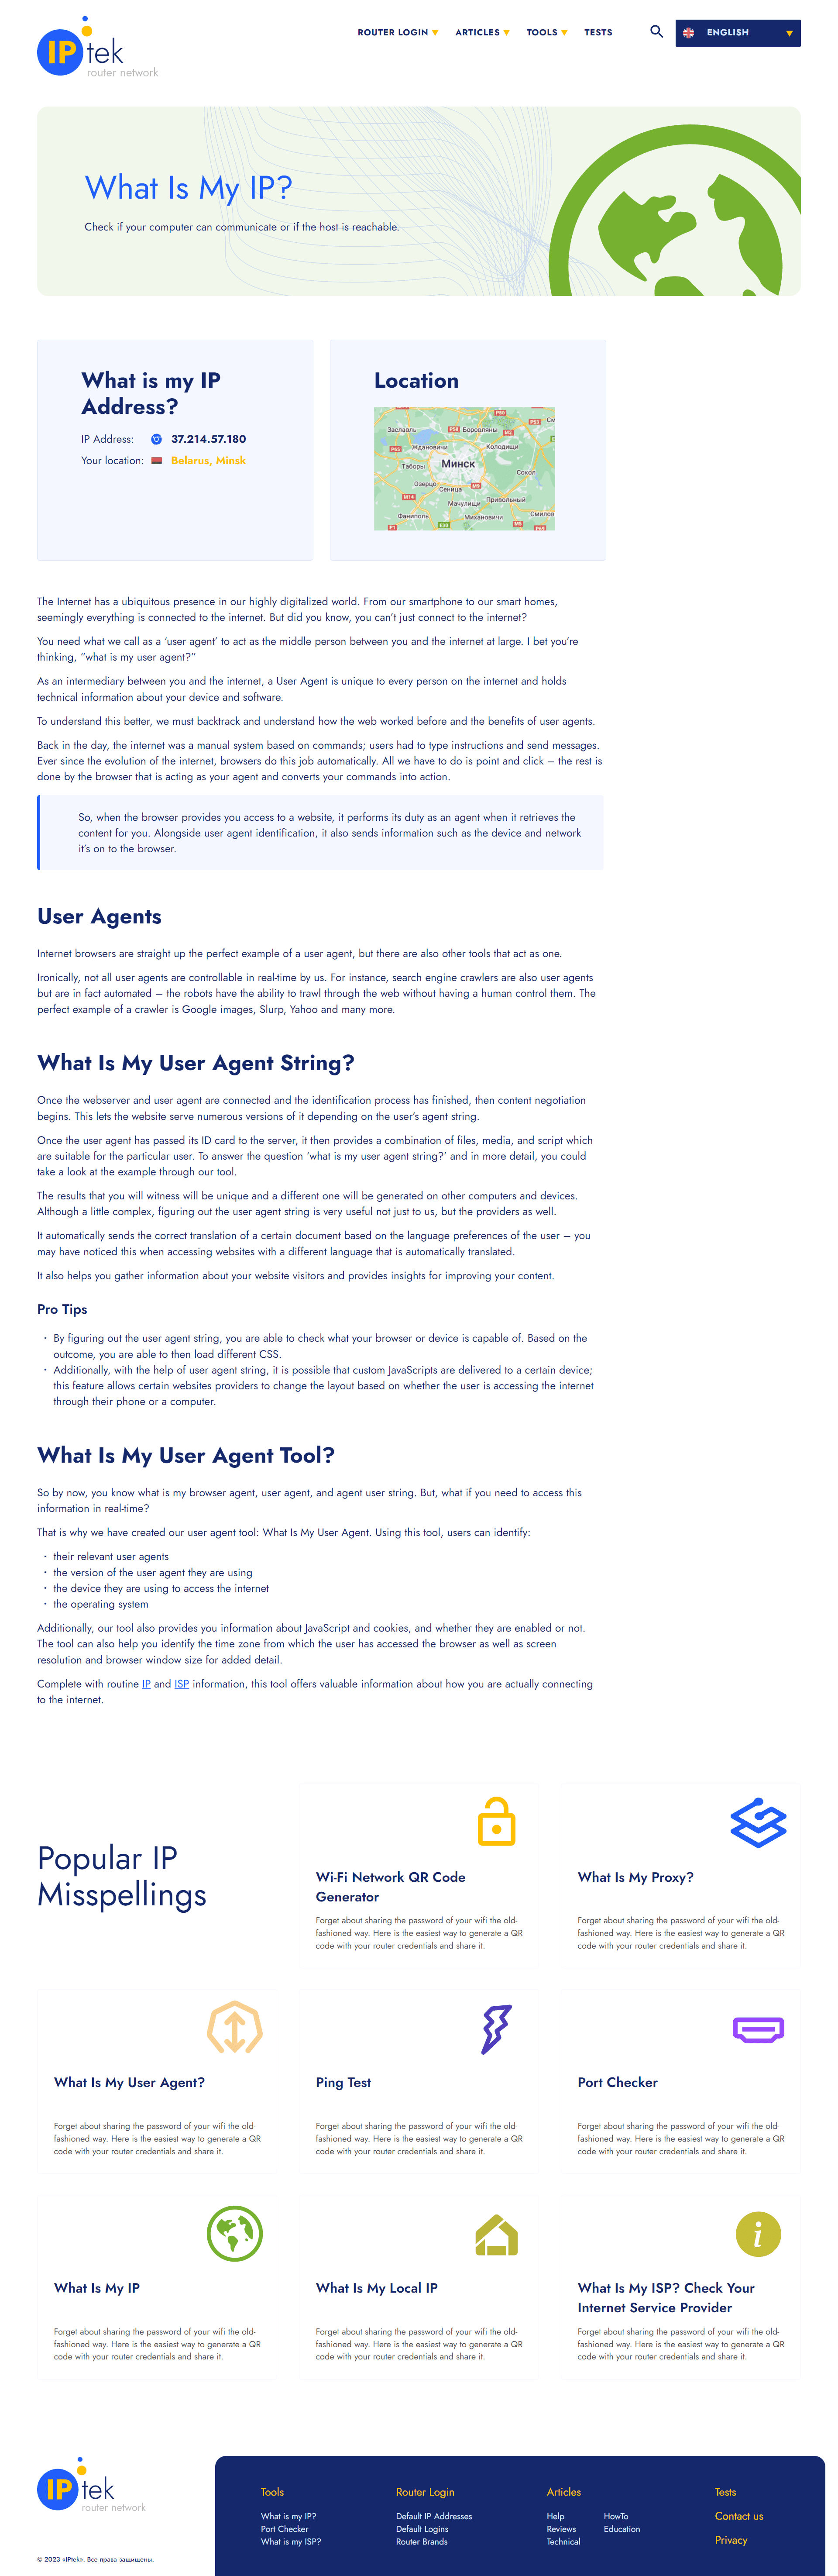 IP tek
router network
ROUTER LOGIN ARTICLES TOOLS TESTS
ENGLISH
What Is My IP?
Check if your computer can communicate or if the host is reachable.
What is my IP
Address?
IP Address: 37.214.57.180
Your location: Belarus, Minsk
Location
Заславль
Боровляны
Ждановичи
Колодищи
Таборы
Минск
Сокол
Озерцо
Сеница
Мачулищи
Привольный
Фаниполь
Михановичи
Смилов
The Internet has a ubiquitous presence in our highly digitalized world. From our smartphone to our smart homes,
seemingly everything is connected to the internet. But did you know, you can't just connect to the internet?
You need what we call as a 'user agent' to act as the middle person between you and the internet at large. I bet you're
thinking, "what is my user agent?"
As an intermediary between you and the internet, a User Agent is unique to every person on the internet and holds
technical information about your device and software.
To understand this better, we must backtrack and understand how the web worked before and the benefits of user agents.
Back in the day, the internet was a manual system based on commands; users had to type instructions and send messages.
Ever since the evolution of the internet, browsers do this job automatically. All we have to do is point and click – the rest is
done by the browser that is acting as your agent and converts your commands into action.
So, when the browser provides you access to a website, it performs its duty as an agent when it retrieves the
content for you. Alongside user agent identification, it also sends information such as the device and network
it's on to the browser.
User Agents
Internet browsers are straight up the perfect example of a user agent, but there are also other tools that act as one.
Ironically, not all user agents are controllable in real-time by us. For instance, search engine crawlers are also user agents
but are in fact automated – the robots have the ability to trawl through the web without having a human control them. The
perfect example of a crawler is Google images, Slurp, Yahoo and many more.
What Is My User Agent String?
Once the webserver and user agent are connected and the identification process has finished, then content negotiation
begins. This lets the website serve numerous versions of it depending on the user's agent string.
Once the user agent has passed its ID card to the server, it then provides a combination of files, media, and script which
are suitable for the particular user. To answer the question 'what is my user agent string?' and in more detail, you could
take a look at the example through our tool.
The results that you will witness will be unique and a different one will be generated on other computers and devices.
Although a little complex, figuring out the user agent string is very useful not just to us, but the providers as well.
It automatically sends the correct translation of a certain document based on the language preferences of the user – you
may have noticed this when accessing websites with a different language that is automatically translated.
It also helps you gather information about your website visitors and provides insights for improving your content.
Pro Tips
· By figuring out the user agent string, you are able to check what your browser or device is capable of. Based on the
outcome, you are able to then load different CSS.
· Additionally, with the help of user agent string, it is possible that custom JavaScripts are delivered to a certain device;
this feature allows certain websites providers to change the layout based on whether the user is accessing the internet
through their phone or a computer.
What Is My User Agent Tool?
So by now, you know what is my browser agent, user agent, and agent user string. But, what if you need to access this
information in real-time?
That is why we have created our user agent tool: What Is My User Agent. Using this tool, users can identify:
· their relevant user agents
· the version of the user agent they are using
· the device they are using to access the internet
· the operating system
Additionally, our tool also provides you information about JavaScript and cookies, and whether they are enabled or not.
The tool can also help you identify the time zone from which the user has accessed the browser as well as screen
resolution and browser window size for added detail.
Complete with routine IP and ISP information, this tool offers valuable information about how you are actually connecting
to the internet.
Popular IP
Misspellings
Wi-Fi Network QR Code
Generator
Forget about sharing the password of your wifi the old-
fashioned way. Here is the easiest way to generate a QR
code with your router credentials and share it.
What Is My Proxy?
Forget about sharing the password of your wifi the old-
fashioned way. Here is the easiest way to generate a QR
code with your router credentials and share it.
What Is My User Agent?
Forget about sharing the password of your wifi the old-
fashioned way. Here is the easiest way to generate a QR
code with your router credentials and share it.
Ping Test
Forget about sharing the password of your wifi the old-
fashioned way. Here is the easiest way to generate a QR
code with your router credentials and share it.
Port Checker
Forget about sharing the password of your wifi the old-
fashioned way. Here is the easiest way to generate a QR
code with your router credentials and share it.
What Is My IP
Forget about sharing the password of your wifi the old-
fashioned way. Here is the easiest way to generate a QR
code with your router credentials and share it.
What Is My Local IP
Forget about sharing the password of your wifi the old-
fashioned way. Here is the easiest way to generate a QR
code with your router credentials and share it.
What Is My ISP? Check Your
Internet Service Provider
Forget about sharing the password of your wifi the old-
fashioned way. Here is the easiest way to generate a QR
code with your router credentials and share it.
IP tek
router network
© 2023 «IPtek». Все права защищены.
Tools
What is my IP?
Port Checker
What is my ISP?
Router Login
Default IP Addresses
Default Logins
Router Brands
Articles
Help HowTo
Reviews Education
Technical
Tests
Contact us
Privacy